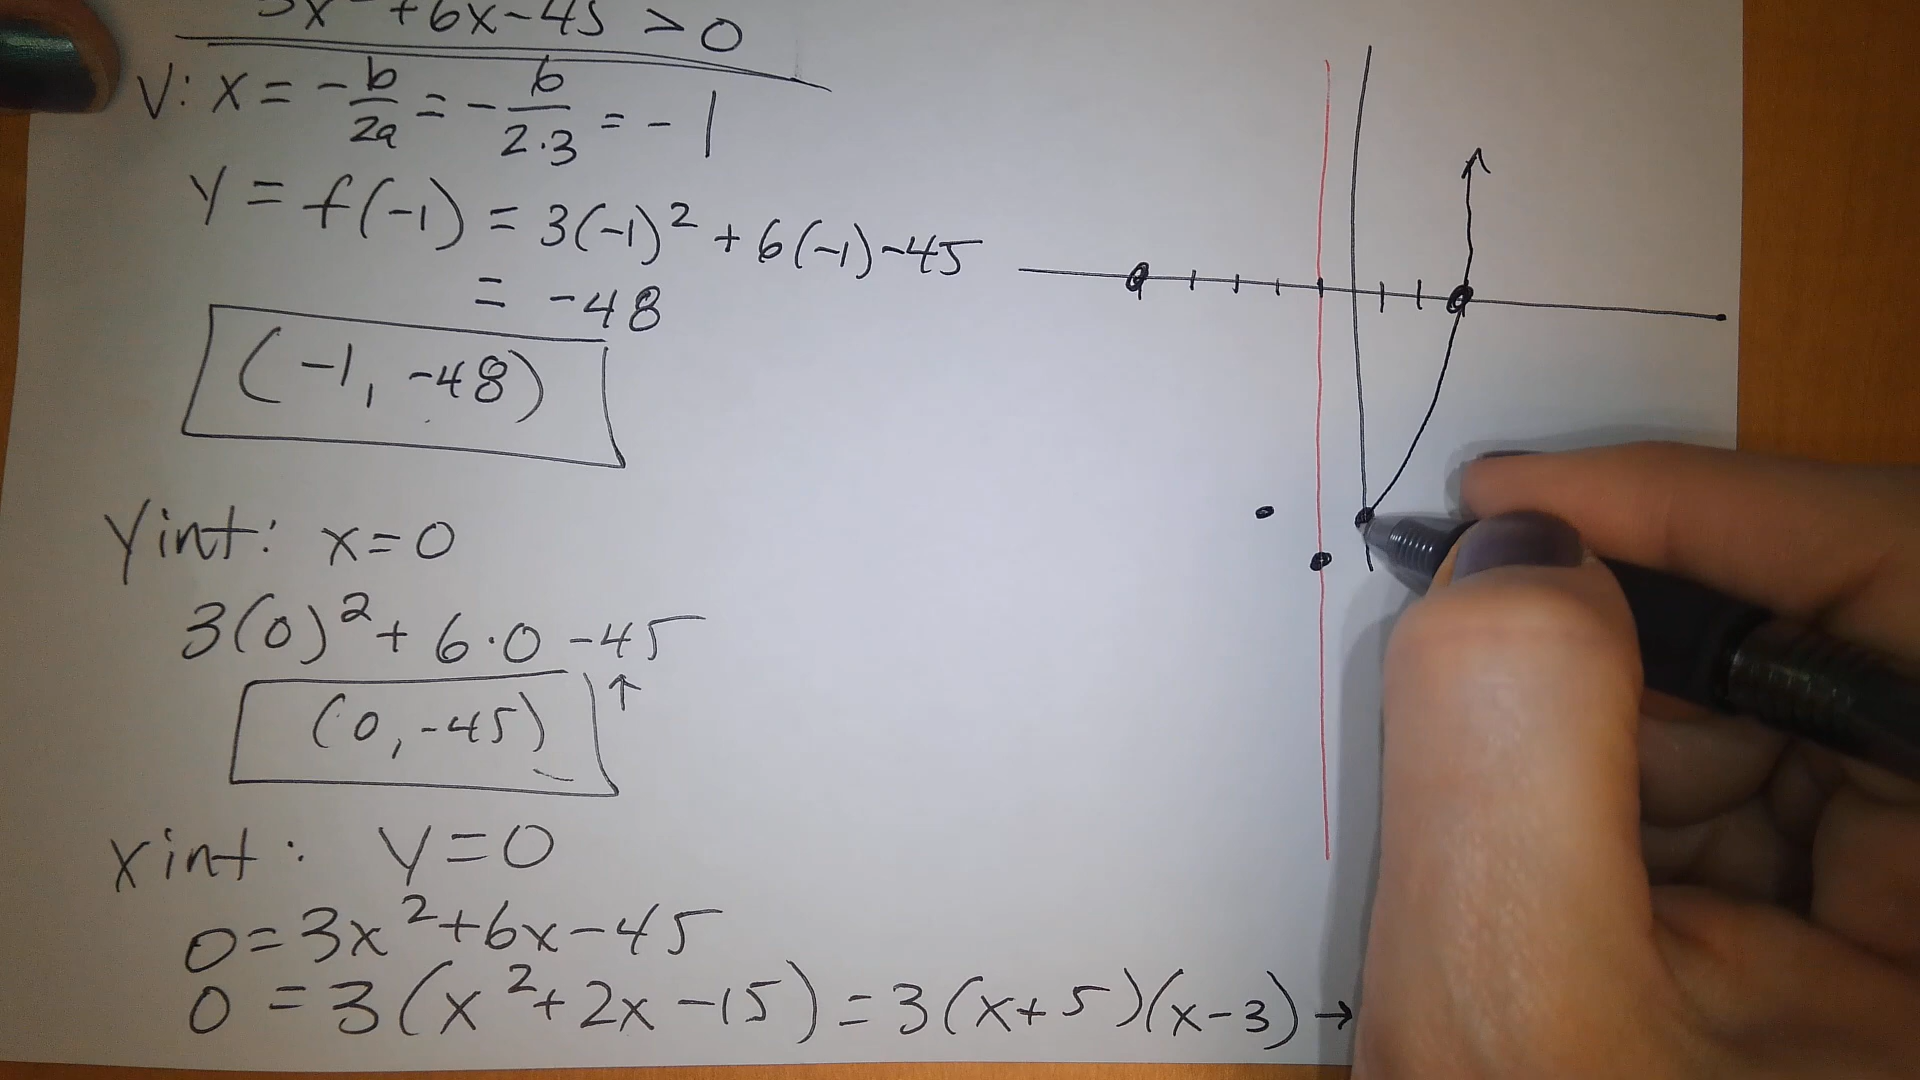 3x² + 6x - 45 > 0
V: x = - b/2a = - 6/2·3 = - 1
y = f(-1) = 3(-1)² + 6(-1) - 45
= -48
(-1, -48)
Yint: x = 0
3(0)² + 6·0 - 45
↑
(0, -45)
xint: y = 0
0 = 3x² + 6x - 45
0 = 3(x² + 2x - 15) = 3(x+5)(x-3) →